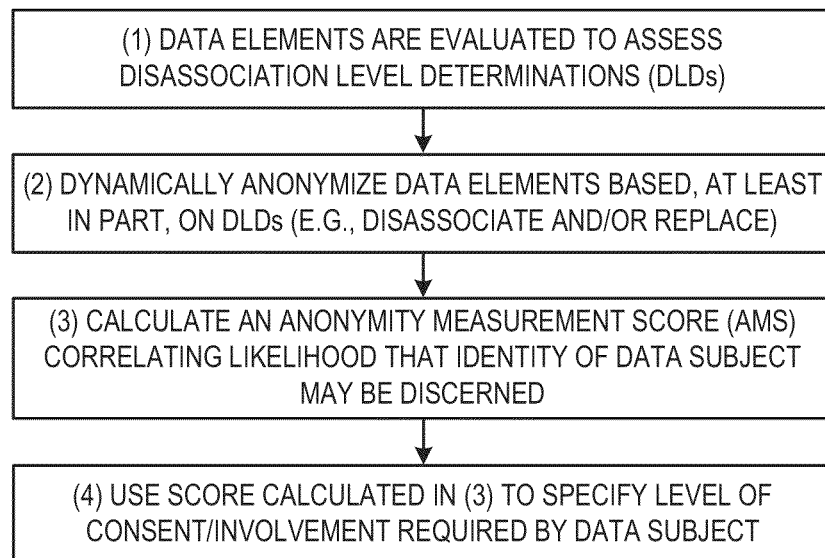 (1) DATA ELEMENTS ARE EVALUATED TO ASSESS
DISASSOCIATION LEVEL DETERMINATIONS (DLDs)
(2) DYNAMICALLY ANONYMIZE DATA ELEMENTS BASED, AT LEAST
IN PART, ON DLDs (E.G., DISASSOCIATE AND/OR REPLACE)
(3) CALCULATE AN ANONYMITY MEASUREMENT SCORE (AMS)
CORRELATING LIKELIHOOD THAT IDENTITY OF DATA SUBJECT
MAY BE DISCERNED
(4) USE SCORE CALCULATED IN (3) TO SPECIFY LEVEL OF
CONSENT/INVOLVEMENT REQUIRED BY DATA SUBJECT